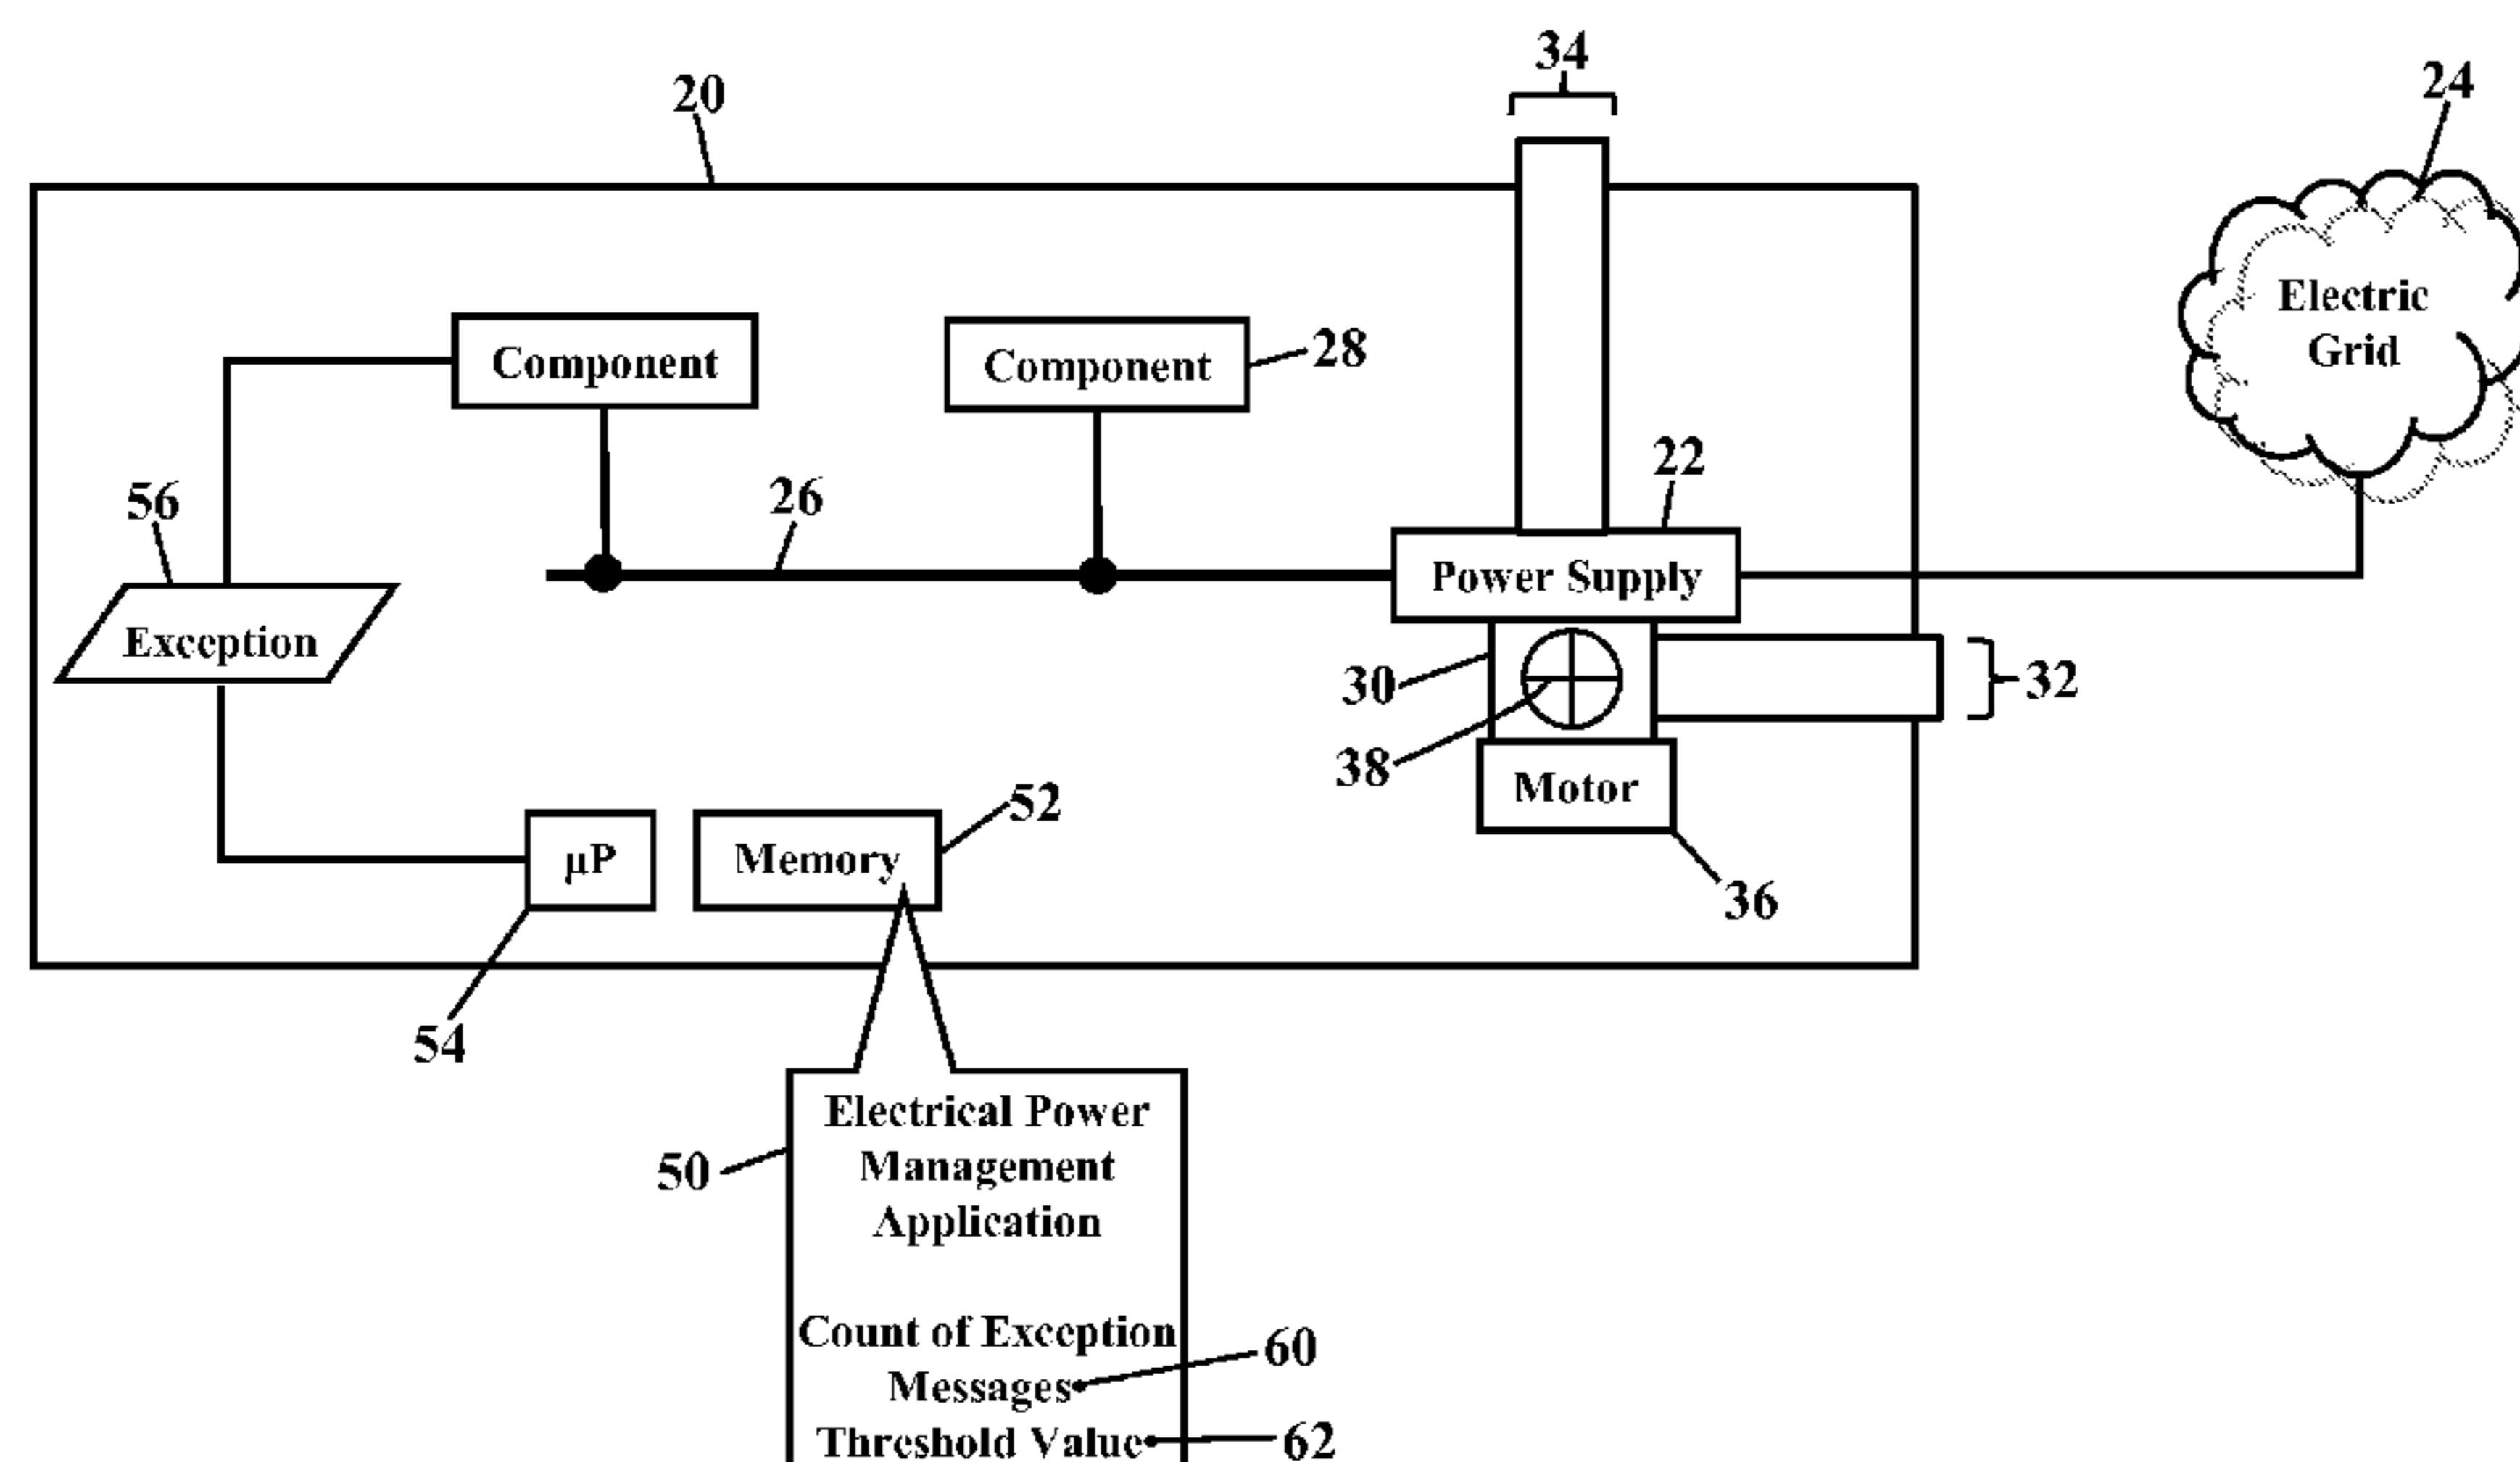 34
20
24
Electric
Grid
Component
Component
28
22
56
26
Power Supply
Exception
30
32
38
Motor
52
µP
Memory
36
54
Electrical Power
Management
Application
50
Count of Exception
Messages
60
Threshold Value
62